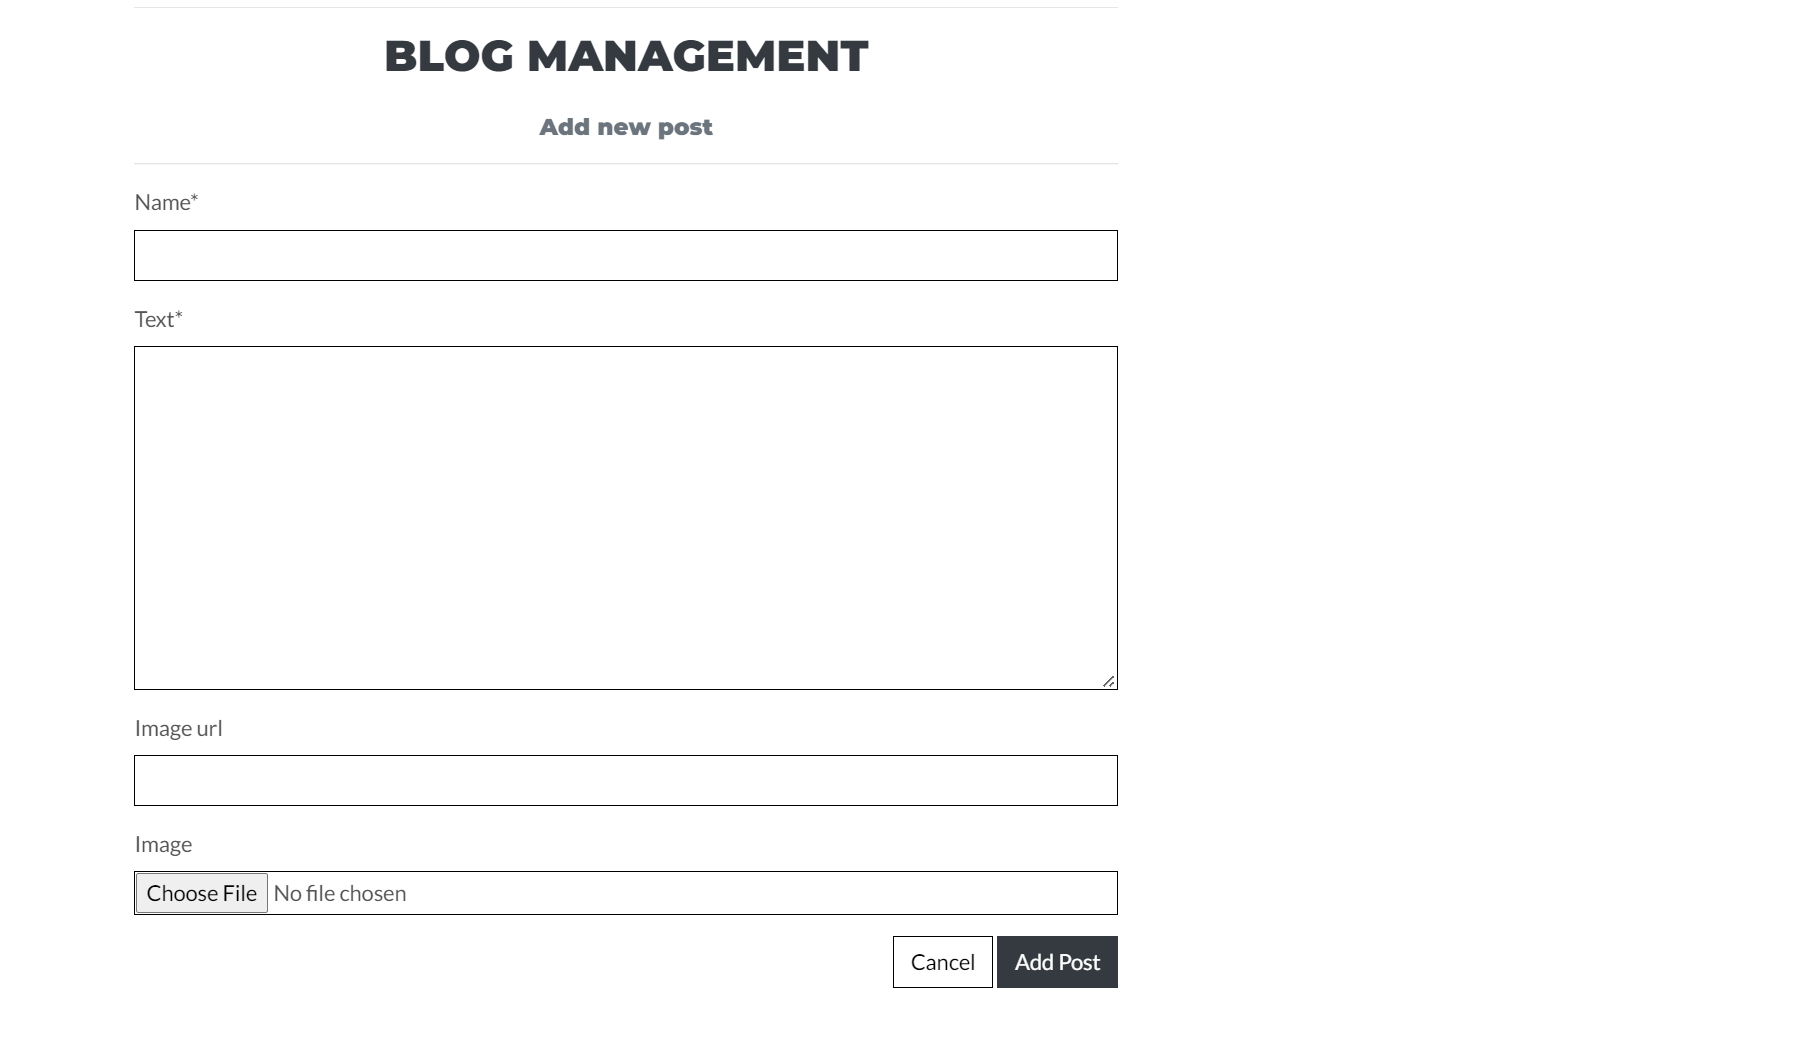 BLOG MANAGEMENT
Add new post
Name*
Text*
Image url
Image
Choose File No file chosen
Cancel Add Post